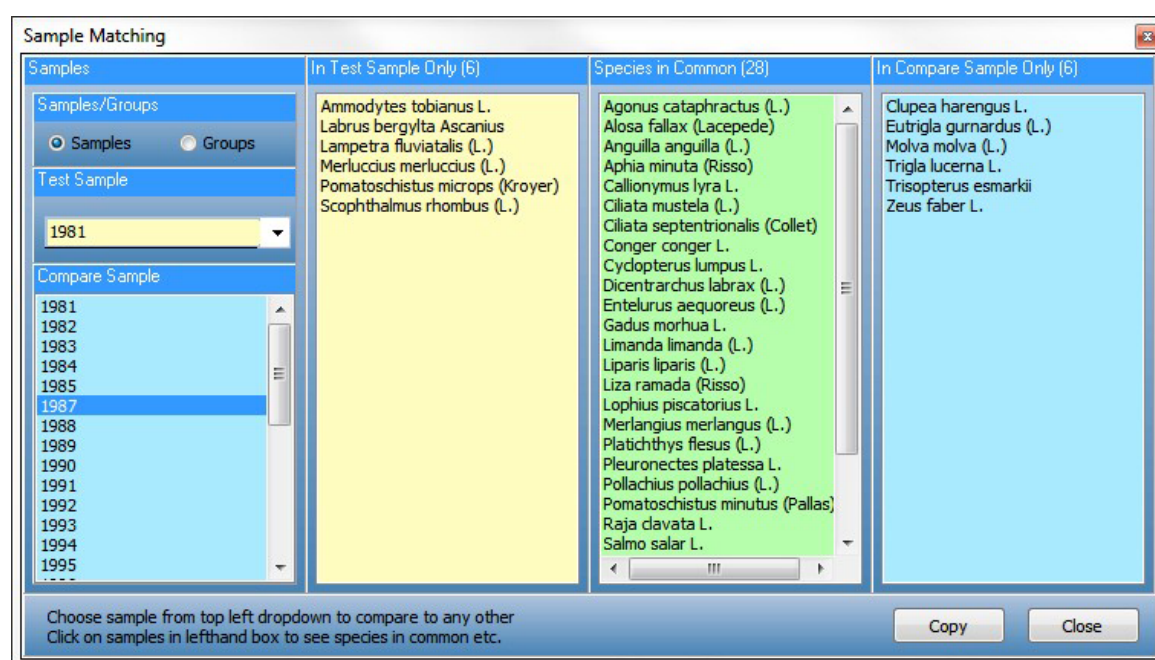 Sample Matching
Samples
Samples/Groups
Samples
Groups
Test Sample
1981
Compare Sample
1981
1982
1983
1984
1985
1987
1988
1989
1990
1991
1992
1993
1994
1995
In Test Sample Only (6)
Ammodytes tobianus L.
Labrus bergylta Ascanius
Lampetra fluviatalis (L.)
Merluccius merluccius (L.)
Pomatoschistus microps (Kroyer)
Scophthalmus rhombus (L.)
Species in Common (28)
Agonus cataphractus (L.)
Alosa fallax (Lacepede)
Anguilla anguilla (L.)
Aphia minuta (Risso)
Callionymus lyra L.
Ciliata mustela (L.)
Ciliata septentrionalis (Collet)
Conger conger L.
Cyclopterus lumpus L.
Dicentrarchus labrax (L.)
Entelurus aequoreus (L.)
Gadus morhua L.
Limanda limanda (L.)
Liparis liparis (L.)
Liza ramada (Risso)
Lophius piscatorius L.
Merlangius merlangus (L.)
Platichthys flesus (L.)
Pleuronectes platessa L.
Pollachius pollachius (L.)
Pomatoschistus minutus (Pallas)
Raja clavata L.
Salmo salar L.
In Compare Sample Only (6)
Clupea harengus L.
Eutrigla gurnardus (L.)
Molva molva (L.)
Trigla lucerna L.
Trisopterus esmarkii
Zeus faber L.
Choose sample from top left dropdown to compare to any other
Click on samples in lefthand box to see species in common etc.
Copy
Close